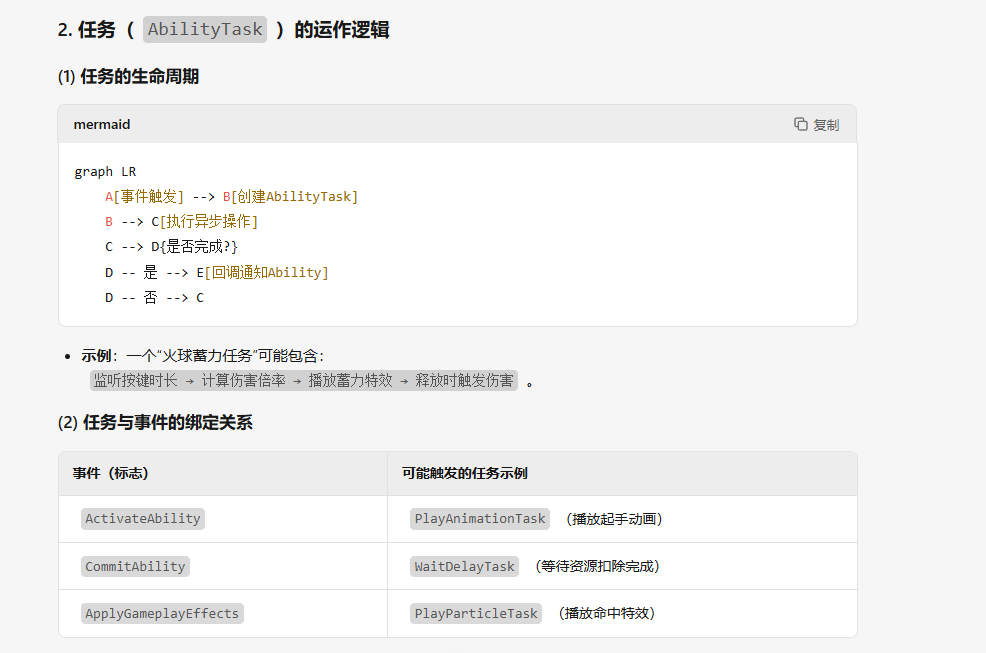 2. 任务（ AbilityTask ）的运作逻辑
(1) 任务的生命周期
mermaid
复制
graph LR
A[事件触发] --> B[创建AbilityTask]
B --> C[执行异步操作]
C --> D{是否完成?}
D -- 是 --> E[回调通知Ability]
D -- 否 --> C
• 示例：一个“火球蓄力任务”可能包含：
监听按键时长 → 计算伤害倍率 → 播放蓄力特效 → 释放时触发伤害 。
(2) 任务与事件的绑定关系
事件（标志） 可能触发的任务示例
ActivateAbility PlayAnimationTask （播放起手动画）
CommitAbility WaitDelayTask （等待资源扣除完成）
ApplyGameplayEffects PlayParticleTask （播放命中特效）